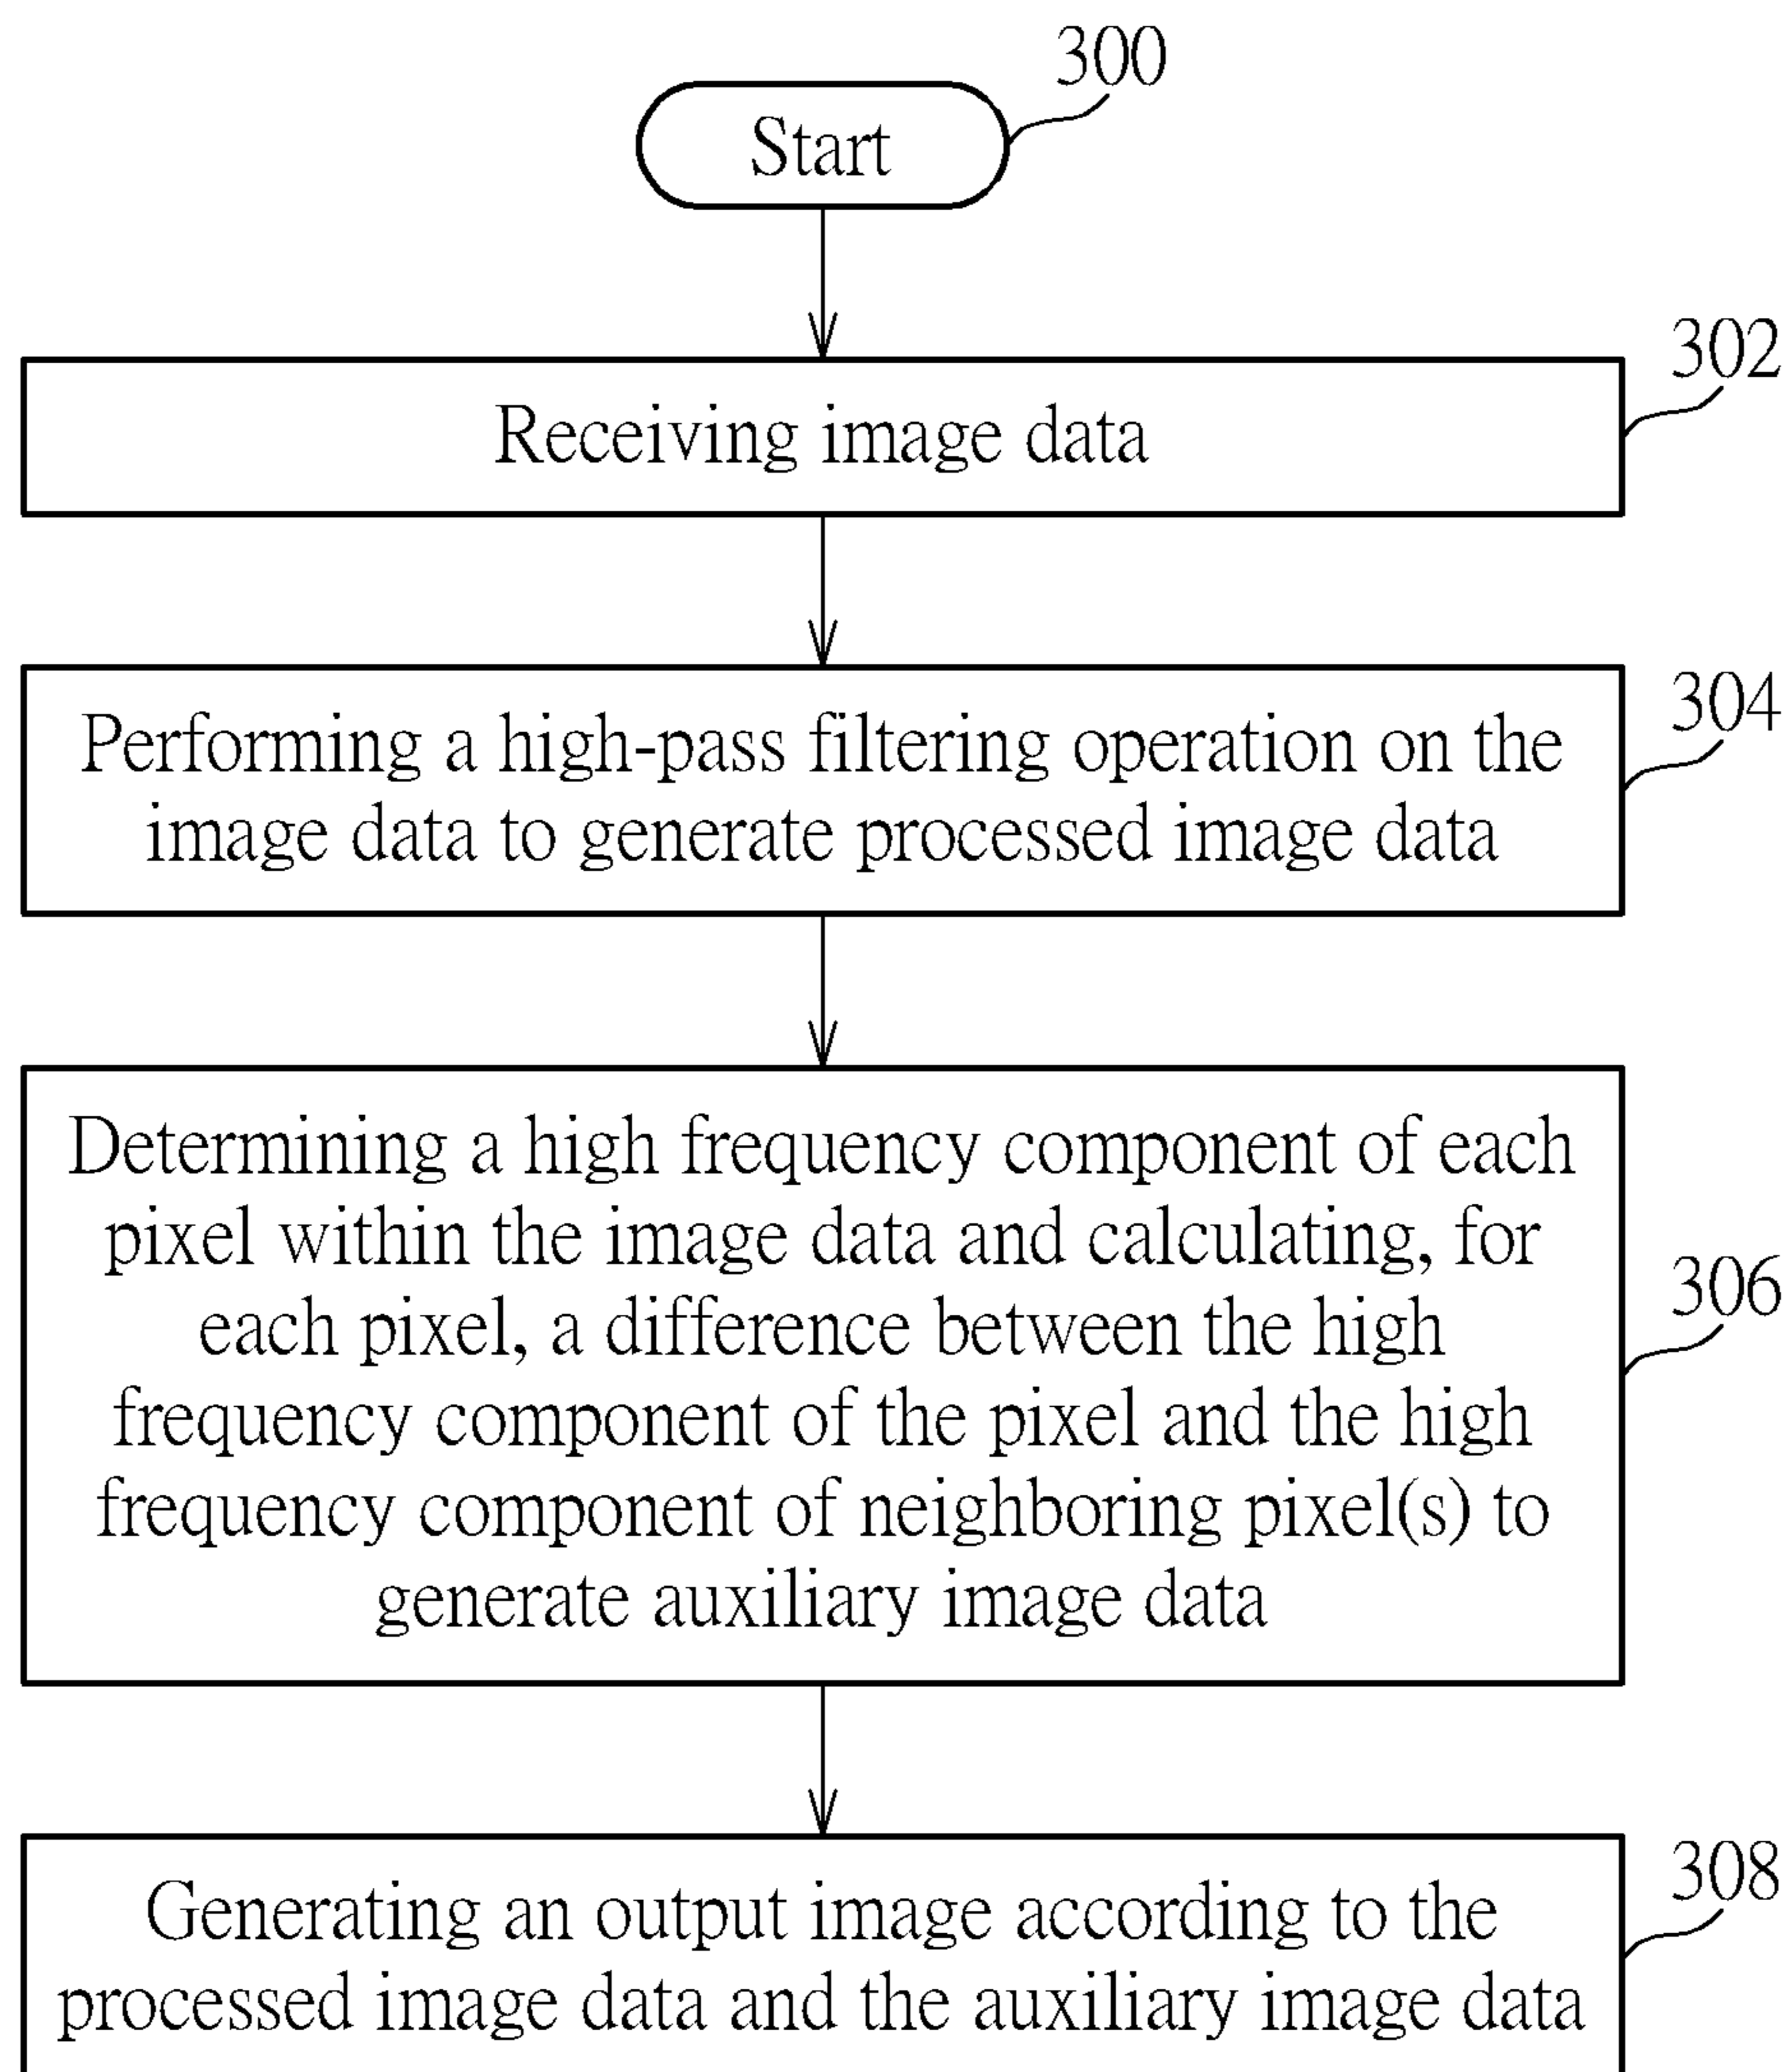 300
Start
302
Receiving image data
304
Performing a high-pass filtering operation on the
image data to generate processed image data
Determining a high frequency component of each
pixel within the image data and calculating, for
each pixel, a difference between the high
306
frequency component of the pixel and the high
frequency component of neighboring pixel(s) to
generate auxiliary image data
308
Generating an output image according to the
processed image data and the auxiliary image data